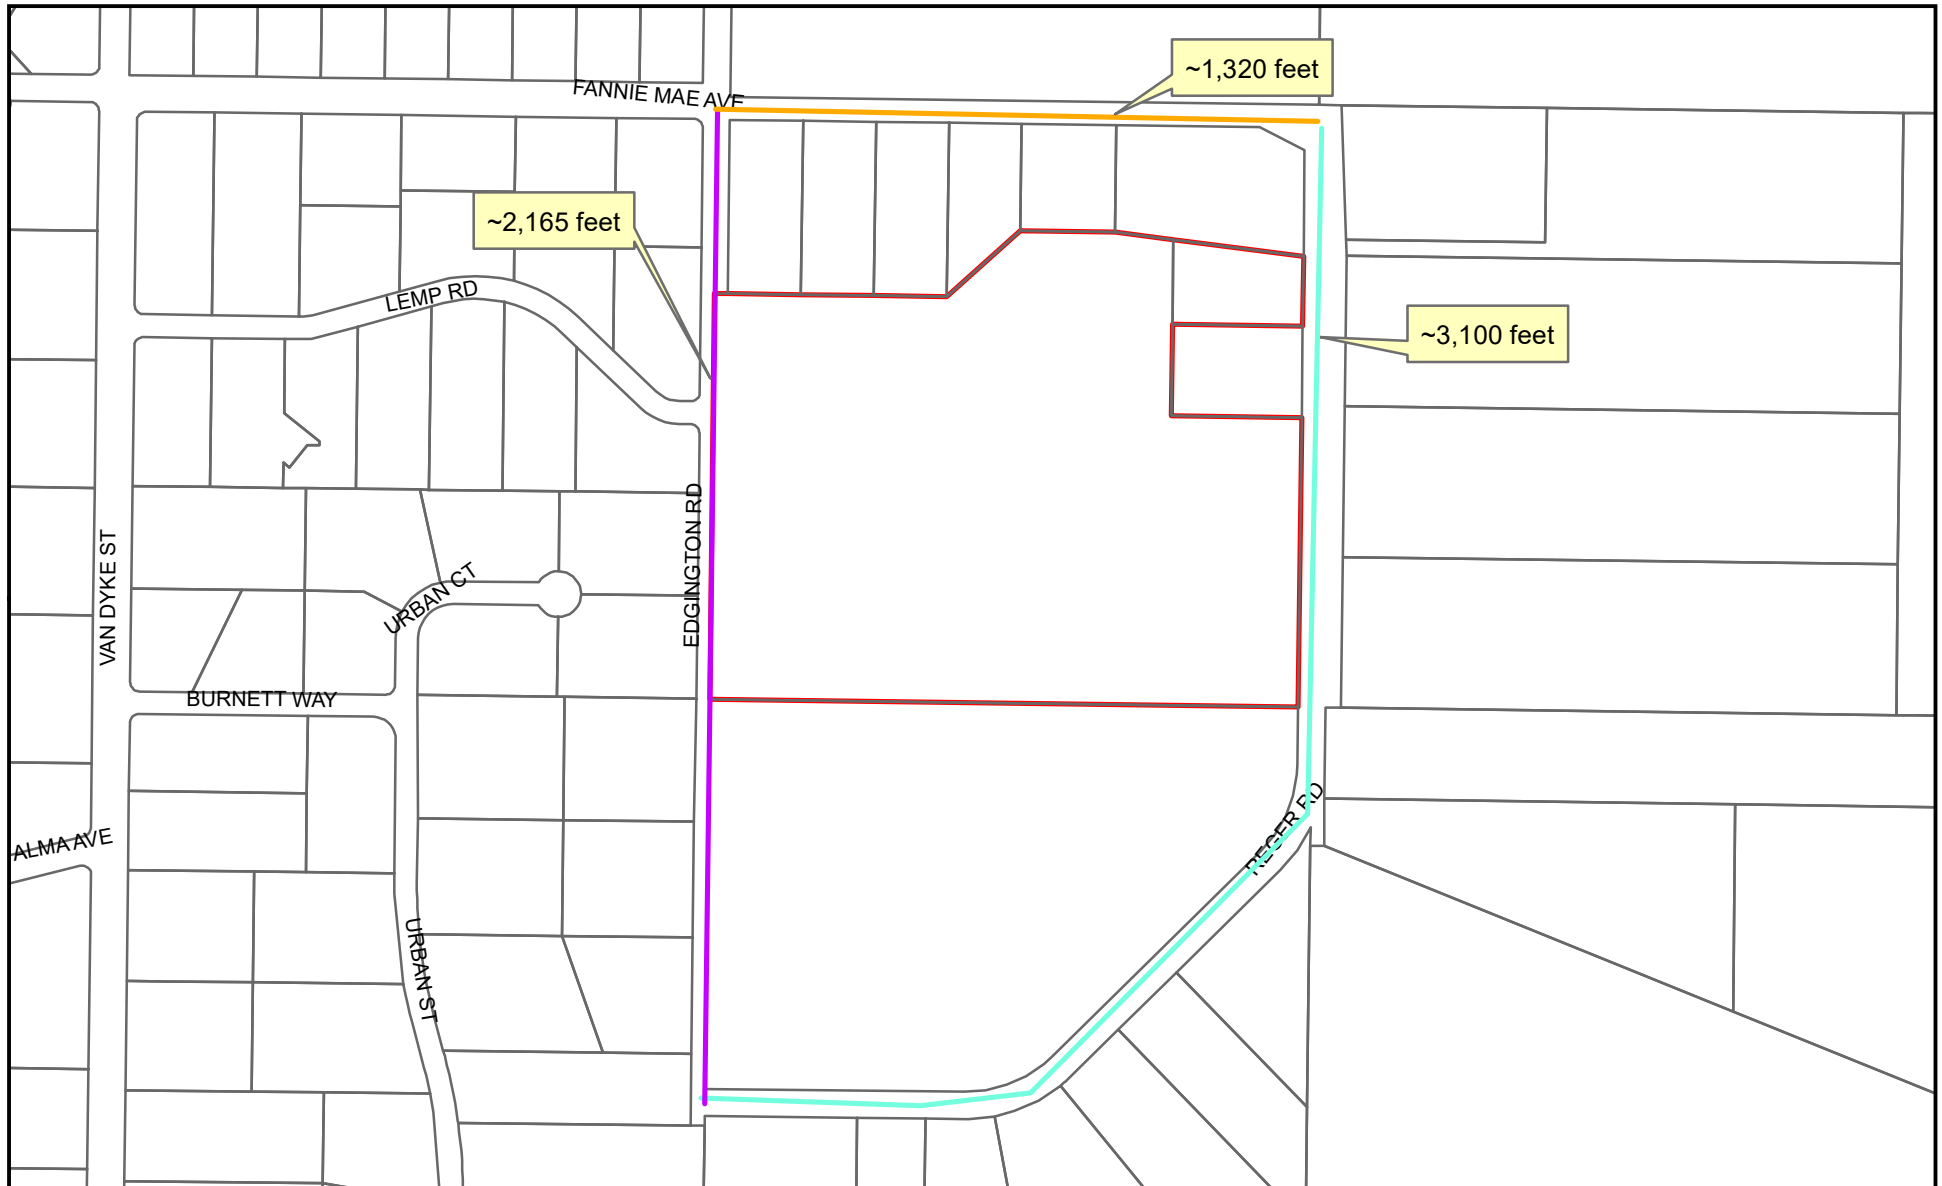 ~1,320 feet
FANNIE MAE AVE
~2,165 feet
LEMP RD
~3,100 feet
EDGINGTON RD
VAN DYKE ST
URBAN CT
BURNETT WAY
REGER RD
ALMA AVE
URBAN ST